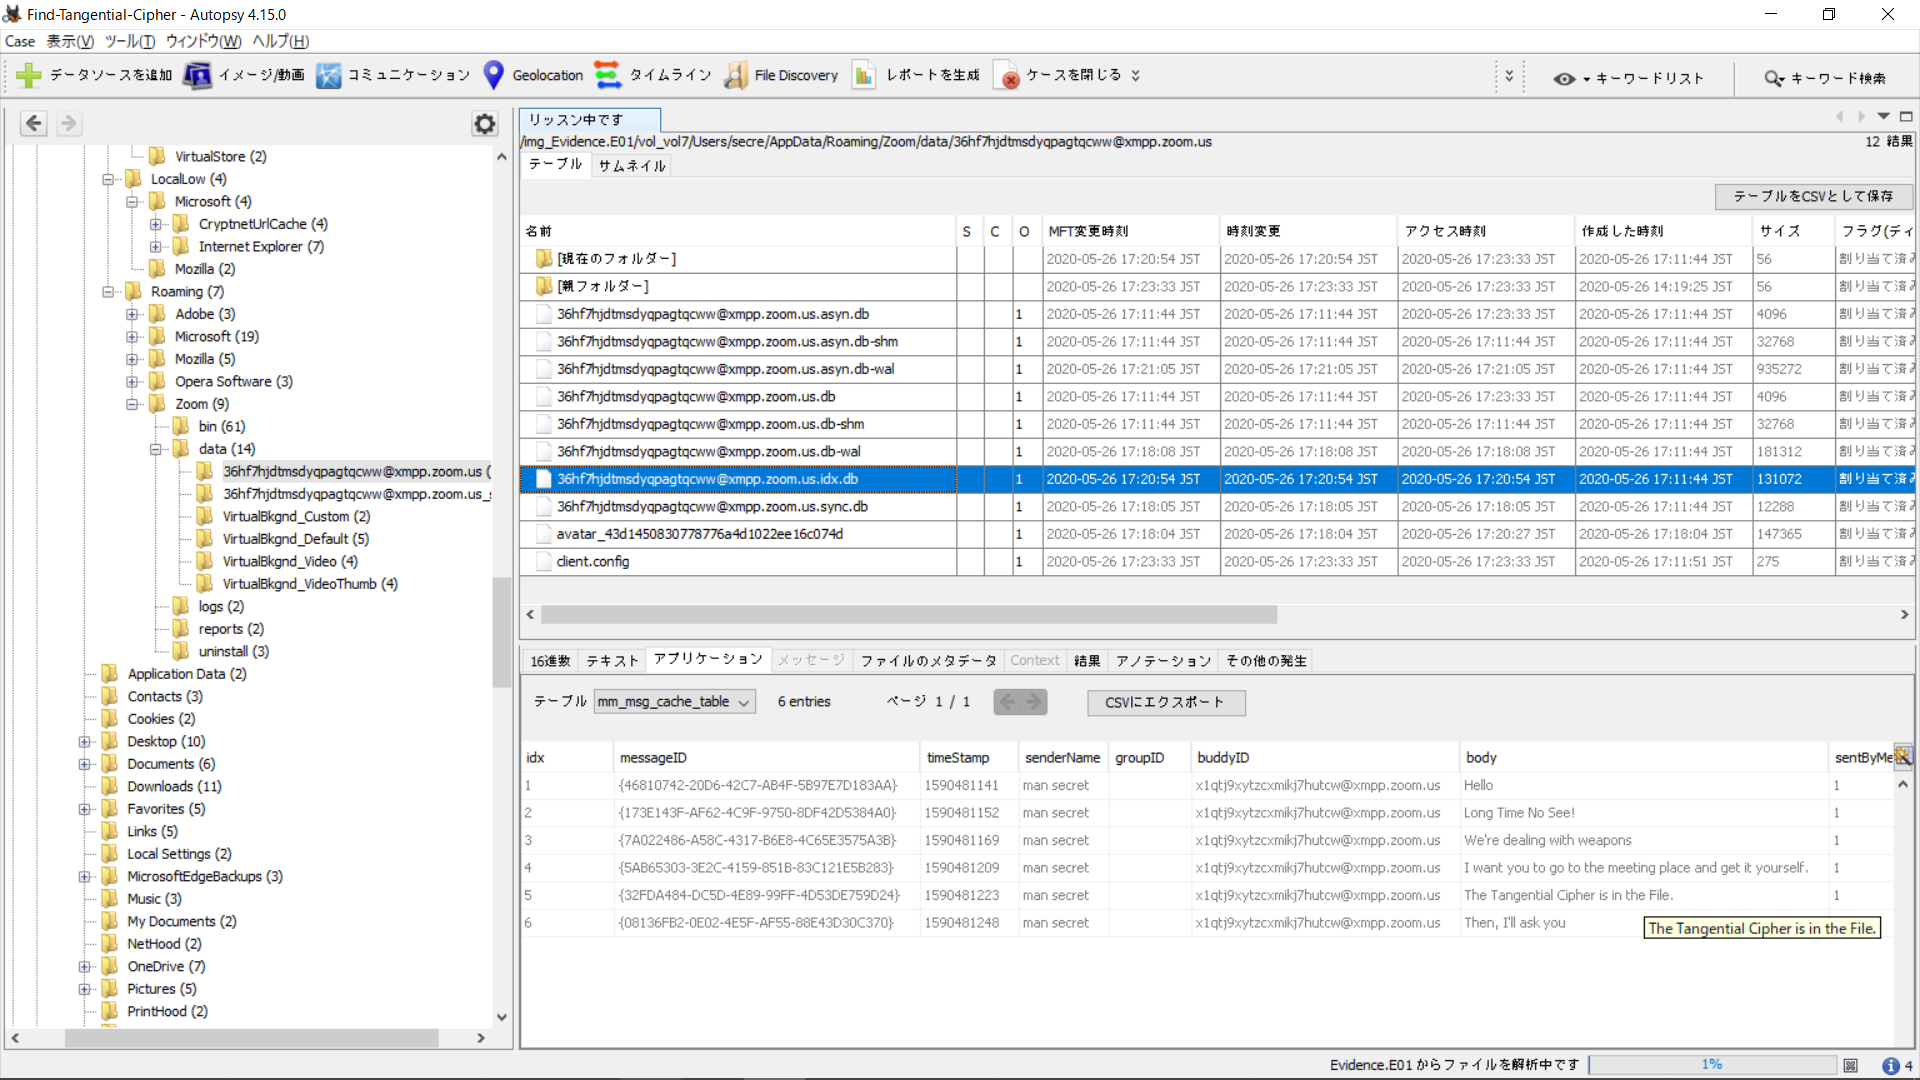 Find-Tangential-Cipher - Autopsy 4.15.0
Case 表示(V) ツール(T) ウィンドウ(W) ヘルプ(H)
データソースを追加 イメージ/動画 コミュニケーション Geolocation タイムライン File Discovery レポートを生成 ケースを閉じる キーワードリスト キーワード検索
VirtualStore (2)
LocalLow (4)
Microsoft (4)
CryptnetUrlCache (4)
Internet Explorer (7)
Mozilla (2)
Roaming (7)
Adobe (3)
Microsoft (19)
Mozilla (5)
Opera Software (3)
Zoom (9)
bin (61)
data (14)
36hf7hjdtmsdyqpagtqcww@xmpp.zoom.us (
36hf7hjdtmsdyqpagtqcww@xmpp.zoom.us_s
VirtualBkgnd_Custom (2)
VirtualBkgnd_Default (5)
VirtualBkgnd_Video (4)
VirtualBkgnd_VideoThumb (4)
logs (2)
reports (2)
uninstall (3)
Application Data (2)
Contacts (3)
Cookies (2)
Desktop (10)
Documents (6)
Downloads (11)
Favorites (5)
Links (5)
Local Settings (2)
MicrosoftEdgeBackups (3)
Music (3)
My Documents (2)
NetHood (2)
OneDrive (7)
Pictures (5)
PrintHood (2)
リッスン中です
/img_Evidence.E01/vol_vol7/Users/secre/AppData/Roaming/Zoom/data/36hf7hjdtmsdyqpagtqcww@xmpp.zoom.us 12 結果
テーブル サムネイル
テーブルをCSVとして保存
名前 S C O MFT変更時刻 時刻変更 アクセス時刻 作成した時刻 サイズ フラグ(ディ
[現在のフォルダー] 2020-05-26 17:20:54 JST 2020-05-26 17:20:54 JST 2020-05-26 17:23:33 JST 2020-05-26 17:11:44 JST 56 割り当て済み
[親フォルダー] 2020-05-26 17:23:33 JST 2020-05-26 17:23:33 JST 2020-05-26 17:23:33 JST 2020-05-26 14:19:25 JST 56 割り当て済み
36hf7hjdtmsdyqpagtqcww@xmpp.zoom.us.asyn.db 1 2020-05-26 17:11:44 JST 2020-05-26 17:11:44 JST 2020-05-26 17:23:33 JST 2020-05-26 17:11:44 JST 4096 割り当て済み
36hf7hjdtmsdyqpagtqcww@xmpp.zoom.us.asyn.db-shm 1 2020-05-26 17:11:44 JST 2020-05-26 17:11:44 JST 2020-05-26 17:11:44 JST 2020-05-26 17:11:44 JST 32768 割り当て済み
36hf7hjdtmsdyqpagtqcww@xmpp.zoom.us.asyn.db-wal 1 2020-05-26 17:21:05 JST 2020-05-26 17:21:05 JST 2020-05-26 17:21:05 JST 2020-05-26 17:11:44 JST 935272 割り当て済み
36hf7hjdtmsdyqpagtqcww@xmpp.zoom.us.db 1 2020-05-26 17:11:44 JST 2020-05-26 17:11:44 JST 2020-05-26 17:23:33 JST 2020-05-26 17:11:44 JST 4096 割り当て済み
36hf7hjdtmsdyqpagtqcww@xmpp.zoom.us.db-shm 1 2020-05-26 17:11:44 JST 2020-05-26 17:11:44 JST 2020-05-26 17:11:44 JST 2020-05-26 17:11:44 JST 32768 割り当て済み
36hf7hjdtmsdyqpagtqcww@xmpp.zoom.us.db-wal 1 2020-05-26 17:18:08 JST 2020-05-26 17:18:08 JST 2020-05-26 17:18:08 JST 2020-05-26 17:11:44 JST 181312 割り当て済み
36hf7hjdtmsdyqpagtqcww@xmpp.zoom.us.idx.db 1 2020-05-26 17:20:54 JST 2020-05-26 17:20:54 JST 2020-05-26 17:20:54 JST 2020-05-26 17:11:44 JST 131072 割り当て済み
36hf7hjdtmsdyqpagtqcww@xmpp.zoom.us.sync.db 1 2020-05-26 17:18:05 JST 2020-05-26 17:18:05 JST 2020-05-26 17:18:05 JST 2020-05-26 17:11:44 JST 12288 割り当て済み
avatar_43d1450830778776a4d1022ee16c074d 1 2020-05-26 17:18:04 JST 2020-05-26 17:18:04 JST 2020-05-26 17:20:27 JST 2020-05-26 17:18:04 JST 147365 割り当て済み
client.config 1 2020-05-26 17:23:33 JST 2020-05-26 17:23:33 JST 2020-05-26 17:23:33 JST 2020-05-26 17:11:51 JST 275 割り当て済み
16進数 テキスト アプリケーション メッセージ ファイルのメタデータ Context 結果 アノテーション その他の発生
テーブル mm_msg_cache_table 6 entries ページ 1 / 1 CSVにエクスポート
idx messageID timeStamp senderName groupID buddyID body sentByMe
1 {46810742-20D6-42C7-AB4F-5B97E7D183AA} 1590481141 man secret x1qtj9xytzcxmikj7hutcw@xmpp.zoom.us Hello 1
2 {173E143F-AF62-4C9F-9750-8DF42D5384A0} 1590481152 man secret x1qtj9xytzcxmikj7hutcw@xmpp.zoom.us Long Time No See! 1
3 {7A022486-A58C-4317-B6E8-4C65E3575A3B} 1590481169 man secret x1qtj9xytzcxmikj7hutcw@xmpp.zoom.us We're dealing with weapons 1
4 {5AB65303-3E2C-4159-851B-83C121E5B283} 1590481209 man secret x1qtj9xytzcxmikj7hutcw@xmpp.zoom.us I want you to go to the meeting place and get it yourself. 1
5 {32FDA484-DC5D-4E89-99FF-4D53DE759D24} 1590481223 man secret x1qtj9xytzcxmikj7hutcw@xmpp.zoom.us The Tangential Cipher is in the File. 1
6 {08136FB2-0E02-4E5F-AF55-88E43D30C370} 1590481248 man secret x1qtj9xytzcxmikj7hutcw@xmpp.zoom.us Then, I'll ask you
The Tangential Cipher is in the File.
Evidence.E01 からファイルを解析中です 1% 4